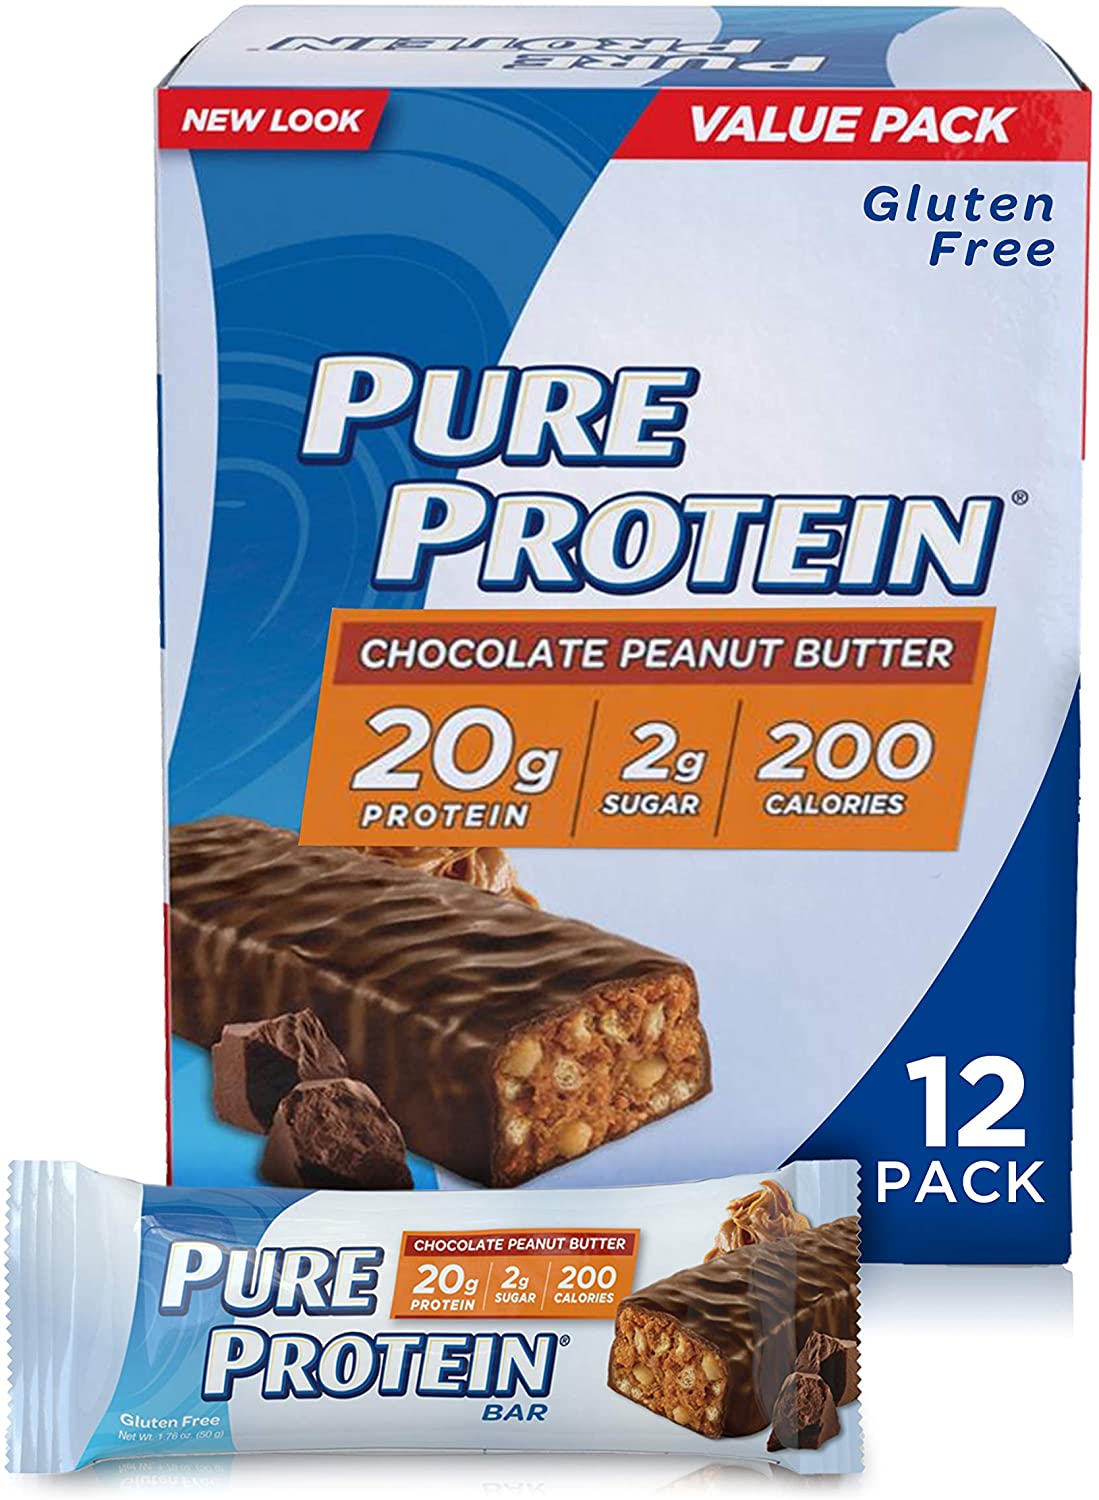 PURE
PROTEIN
NEW LOOK
VALUE PACK
Gluten
Free
PURE
PROTEIN®
CHOCOLATE PEANUT BUTTER
20g
PROTEIN
2g
SUGAR
200
CALORIES
12
PACK
PURE
PROTEIN®
BAR
CHOCOLATE PEANUT BUTTER
20g
PROTEIN
2g
SUGAR
200
CALORIES
Gluten Free
Net Wt. 1.76 oz. (50 g)